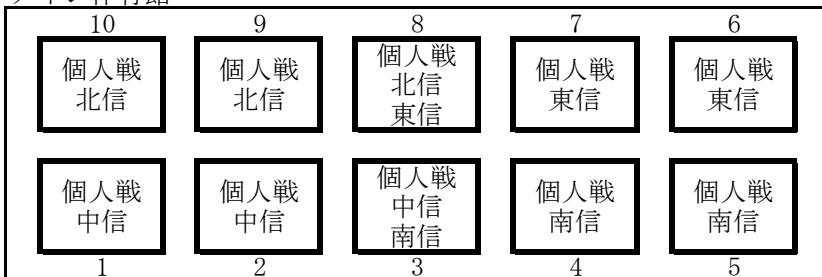 10 9 8 7 6
個人戦
北信
個人戦
北信
個人戦
北信
東信
個人戦
東信
個人戦
東信
個人戦
中信
個人戦
中信
個人戦
中信
南信
個人戦
南信
個人戦
南信
1 2 3 4 5